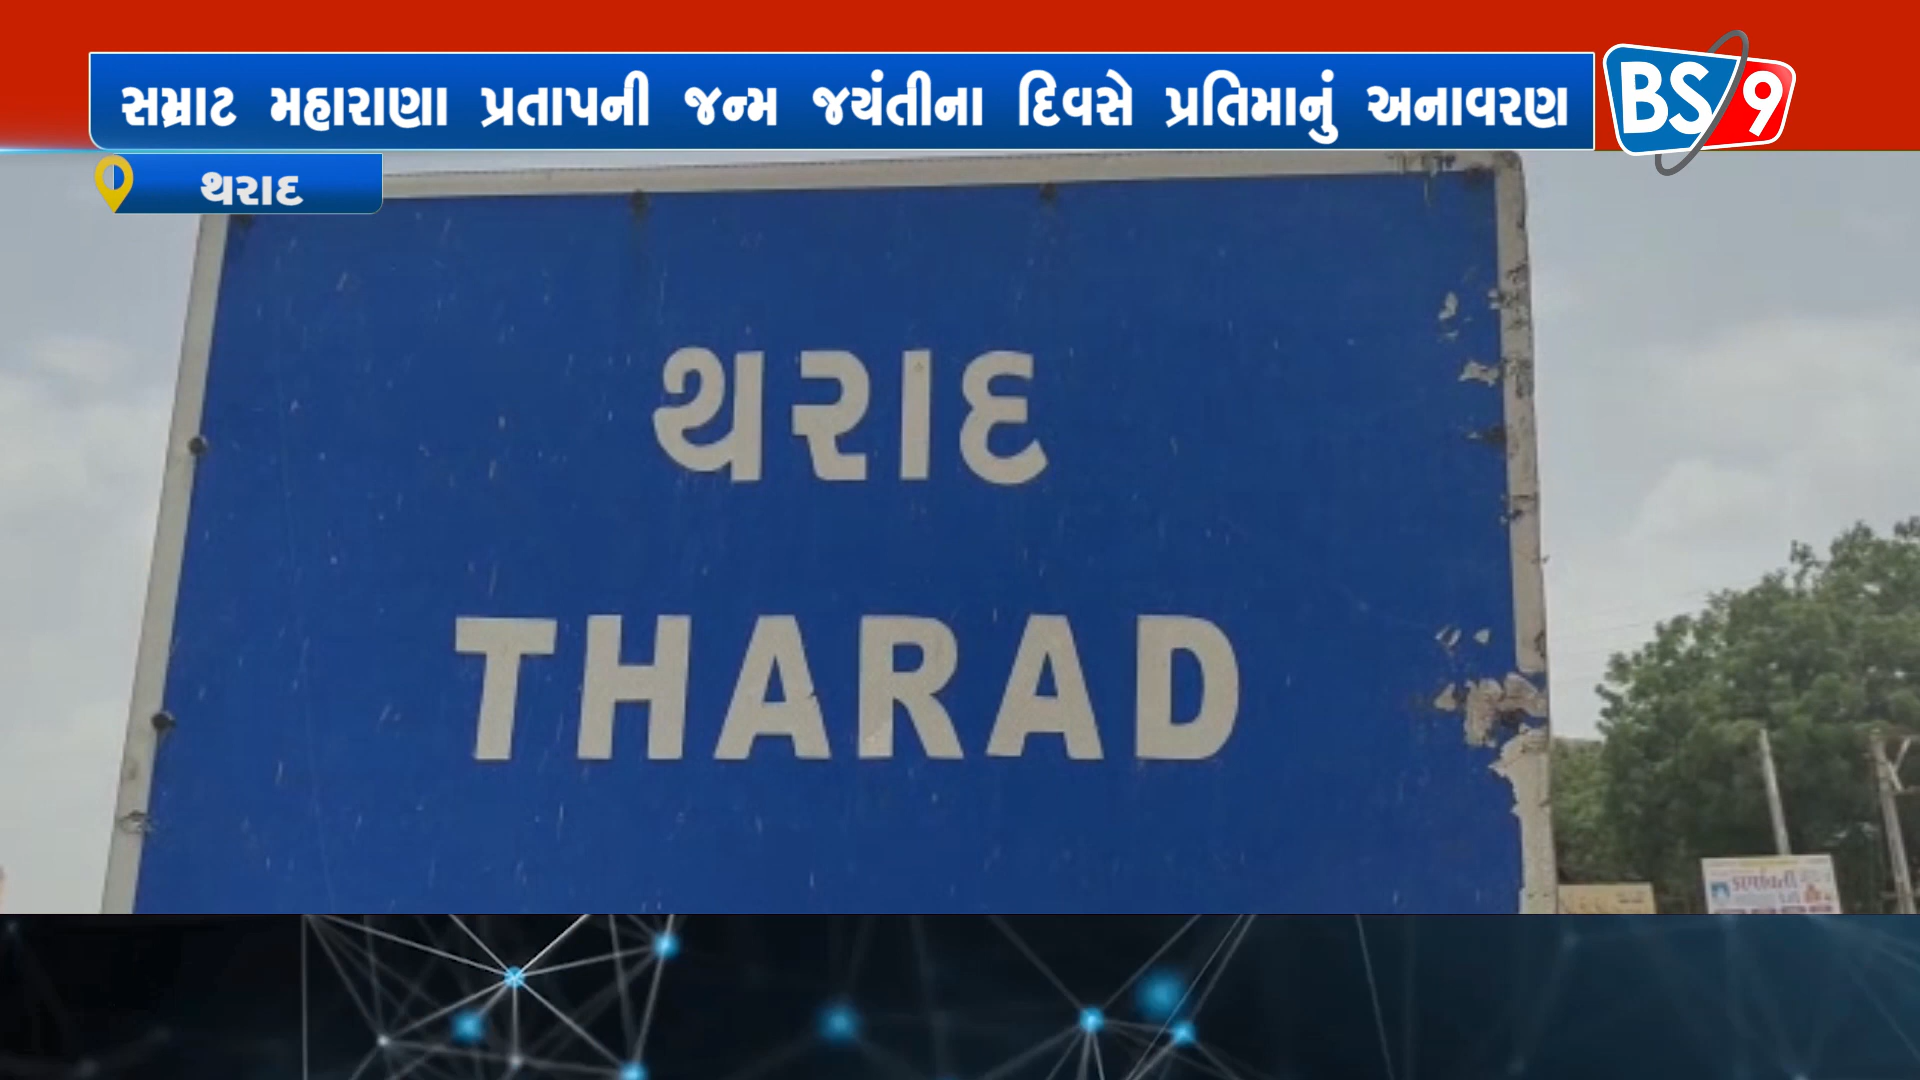 સમ્રાટ મહારાણા પ્રતાપની જન્મ જયંતીના દિવસે પ્રતિમાનું અનાવરણ
BS9
થરાદ
થરાદ
THARAD